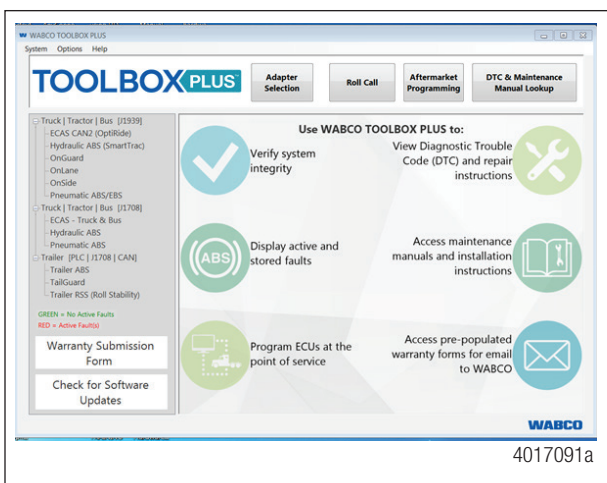 WABCO TOOLBOX PLUS
System Options Help
TOOLBOX PLUS™
Adapter
Selection
Roll Call
Aftermarket
Programming
DTC & Maintenance
Manual Lookup
Truck | Tractor | Bus [J1939]
ECAS CAN2 (OptiRide)
Hydraulic ABS (SmartTrac)
OnGuard
OnLane
OnSide
Pneumatic ABS/EBS
Truck | Tractor | Bus [J1708]
ECAS - Truck & Bus
Hydraulic ABS
Pneumatic ABS
Trailer [PLC | J1708 | CAN]
Trailer ABS
TailGuard
Trailer RSS (Roll Stability)
GREEN = No Active Faults
RED = Active Fault(s)
Warranty Submission
Form
Check for Software
Updates
Use WABCO TOOLBOX PLUS to:
Verify system
integrity
View Diagnostic Trouble
Code (DTC) and repair
instructions
ABS
Display active and
stored faults
Access maintenance
manuals and installation
instructions
Program ECUs at the
point of service
Access pre-populated
warranty forms for email
to WABCO
WABCO
4017091a